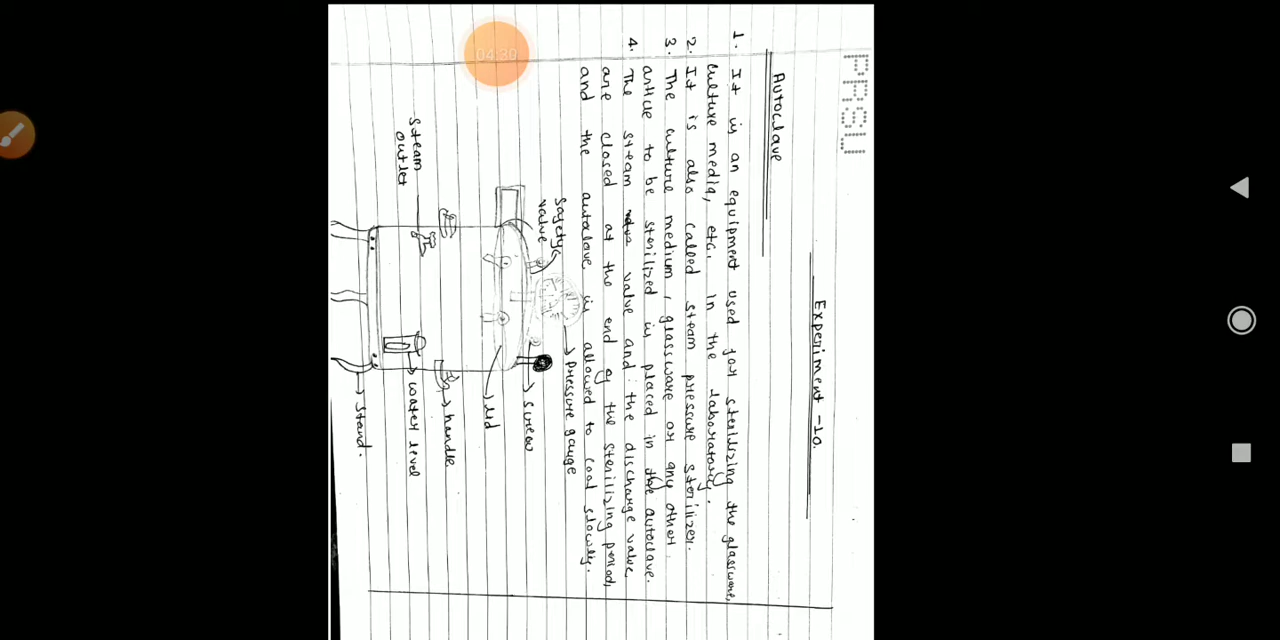 PPSU
Experiment -10.
Autoclave
1. It is an equipment used for sterilizing the glassware,
culture media, etc. in the laboratory.
2. It is also called steam pressure sterilizer.
3. The culture medium, glassware or any other
article to be sterilized is placed in the autoclave.
4. The steam valve and the discharge valve
are closed at the end of the sterilizing period,
and the autoclave is allowed to cool slowly.
Safety
valve
pressure gauge
screw
lid
handle
Steam
outlet
water level
Stand.
04:30